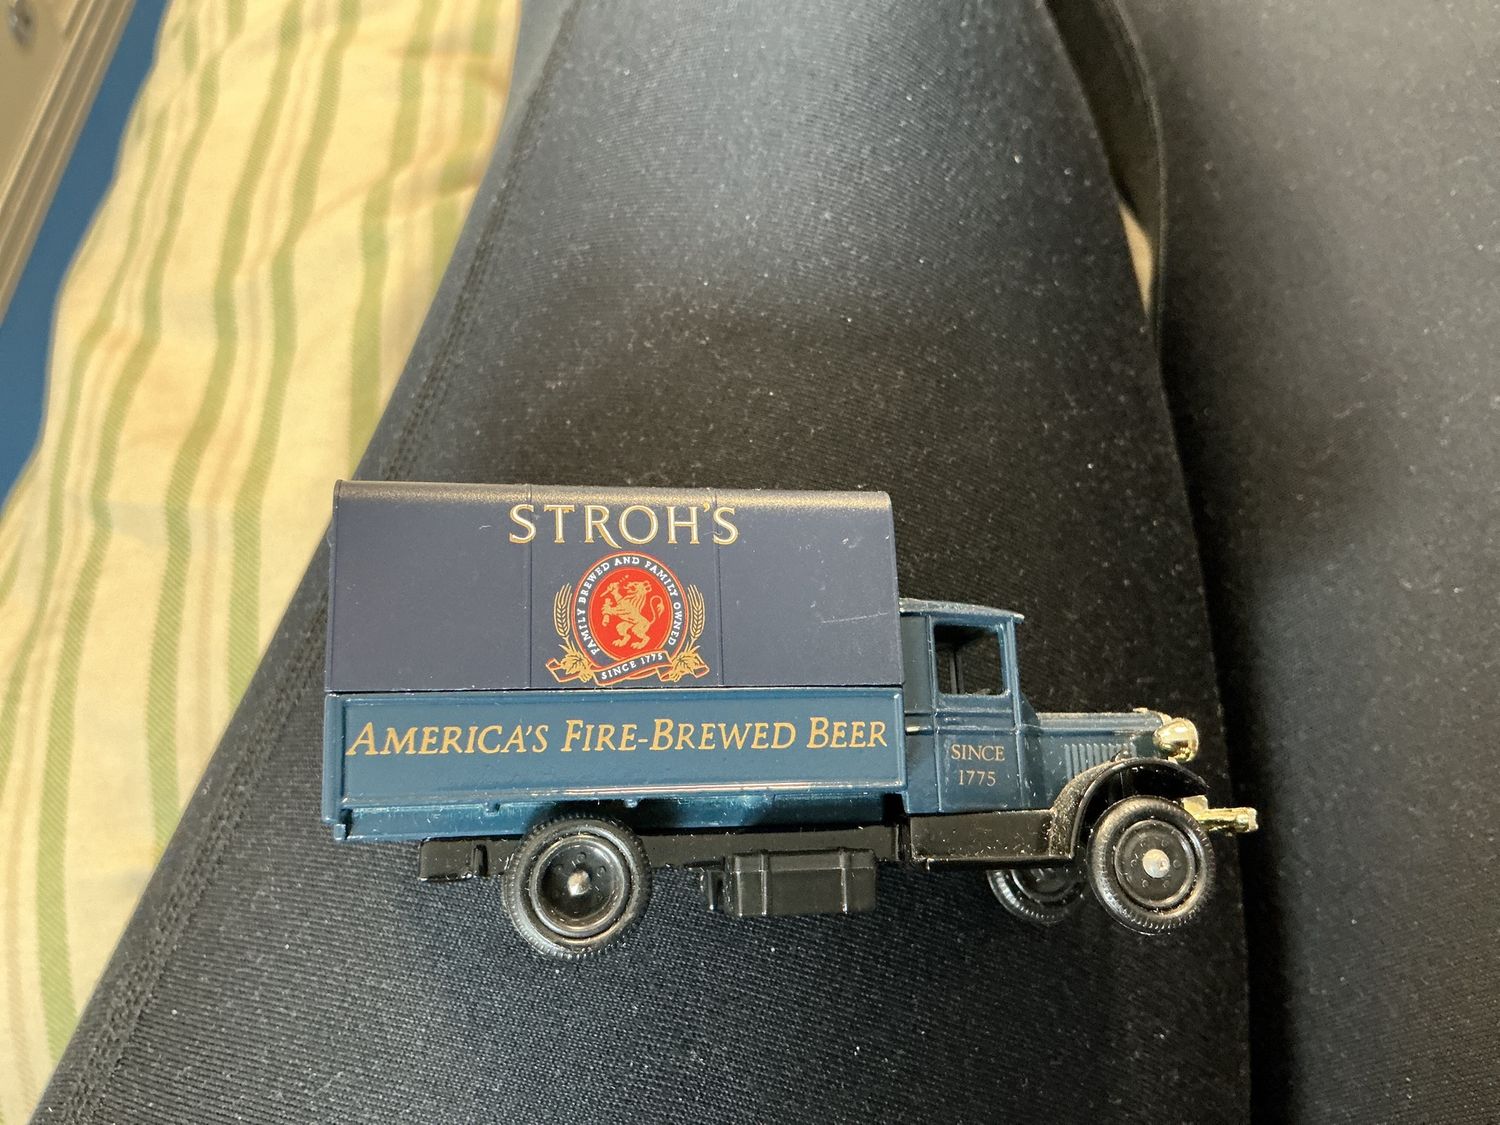 STROH'S
FAMILY BREWED AND FAMILY OWNED
SINCE 1775
AMERICA'S FIRE-BREWED BEER
SINCE
1775